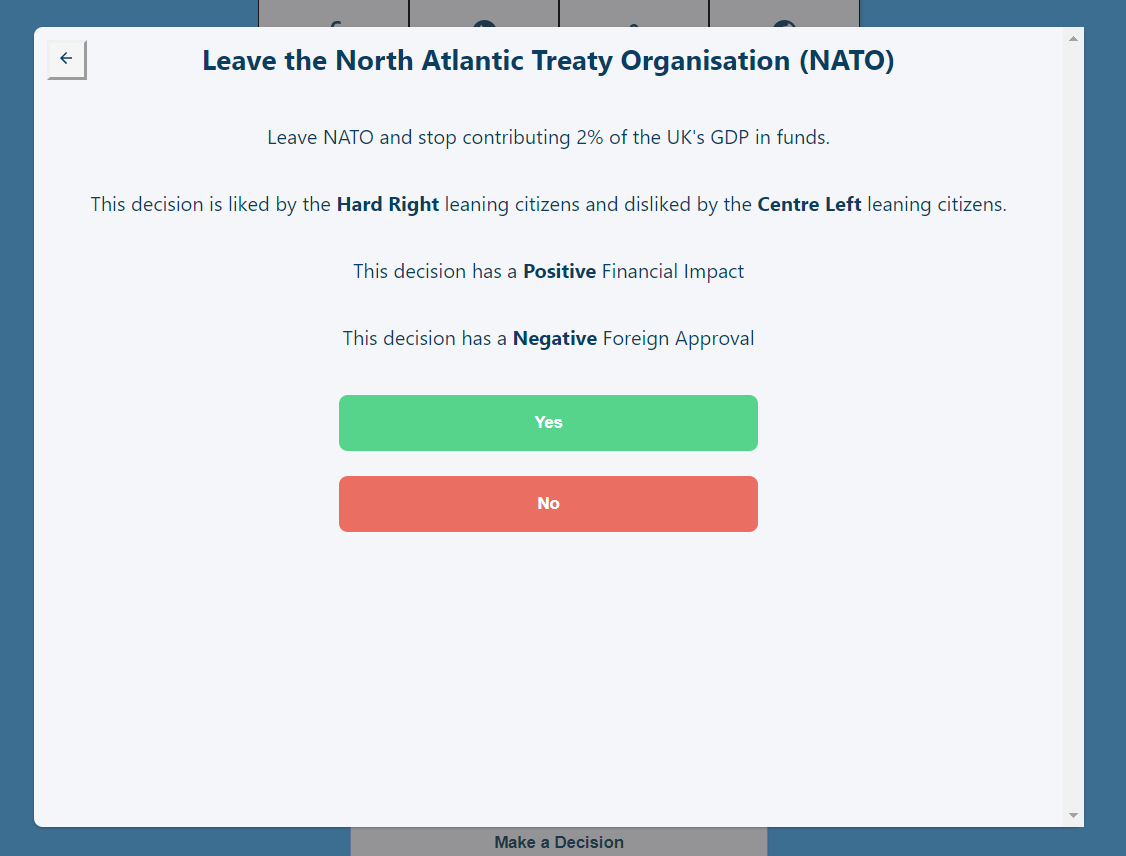 Leave the North Atlantic Treaty Organisation (NATO)
Leave NATO and stop contributing 2% of the UK's GDP in funds.
This decision is liked by the Hard Right leaning citizens and disliked by the Centre Left leaning citizens.
This decision has a Positive Financial Impact
This decision has a Negative Foreign Approval
Yes
No
Make a Decision